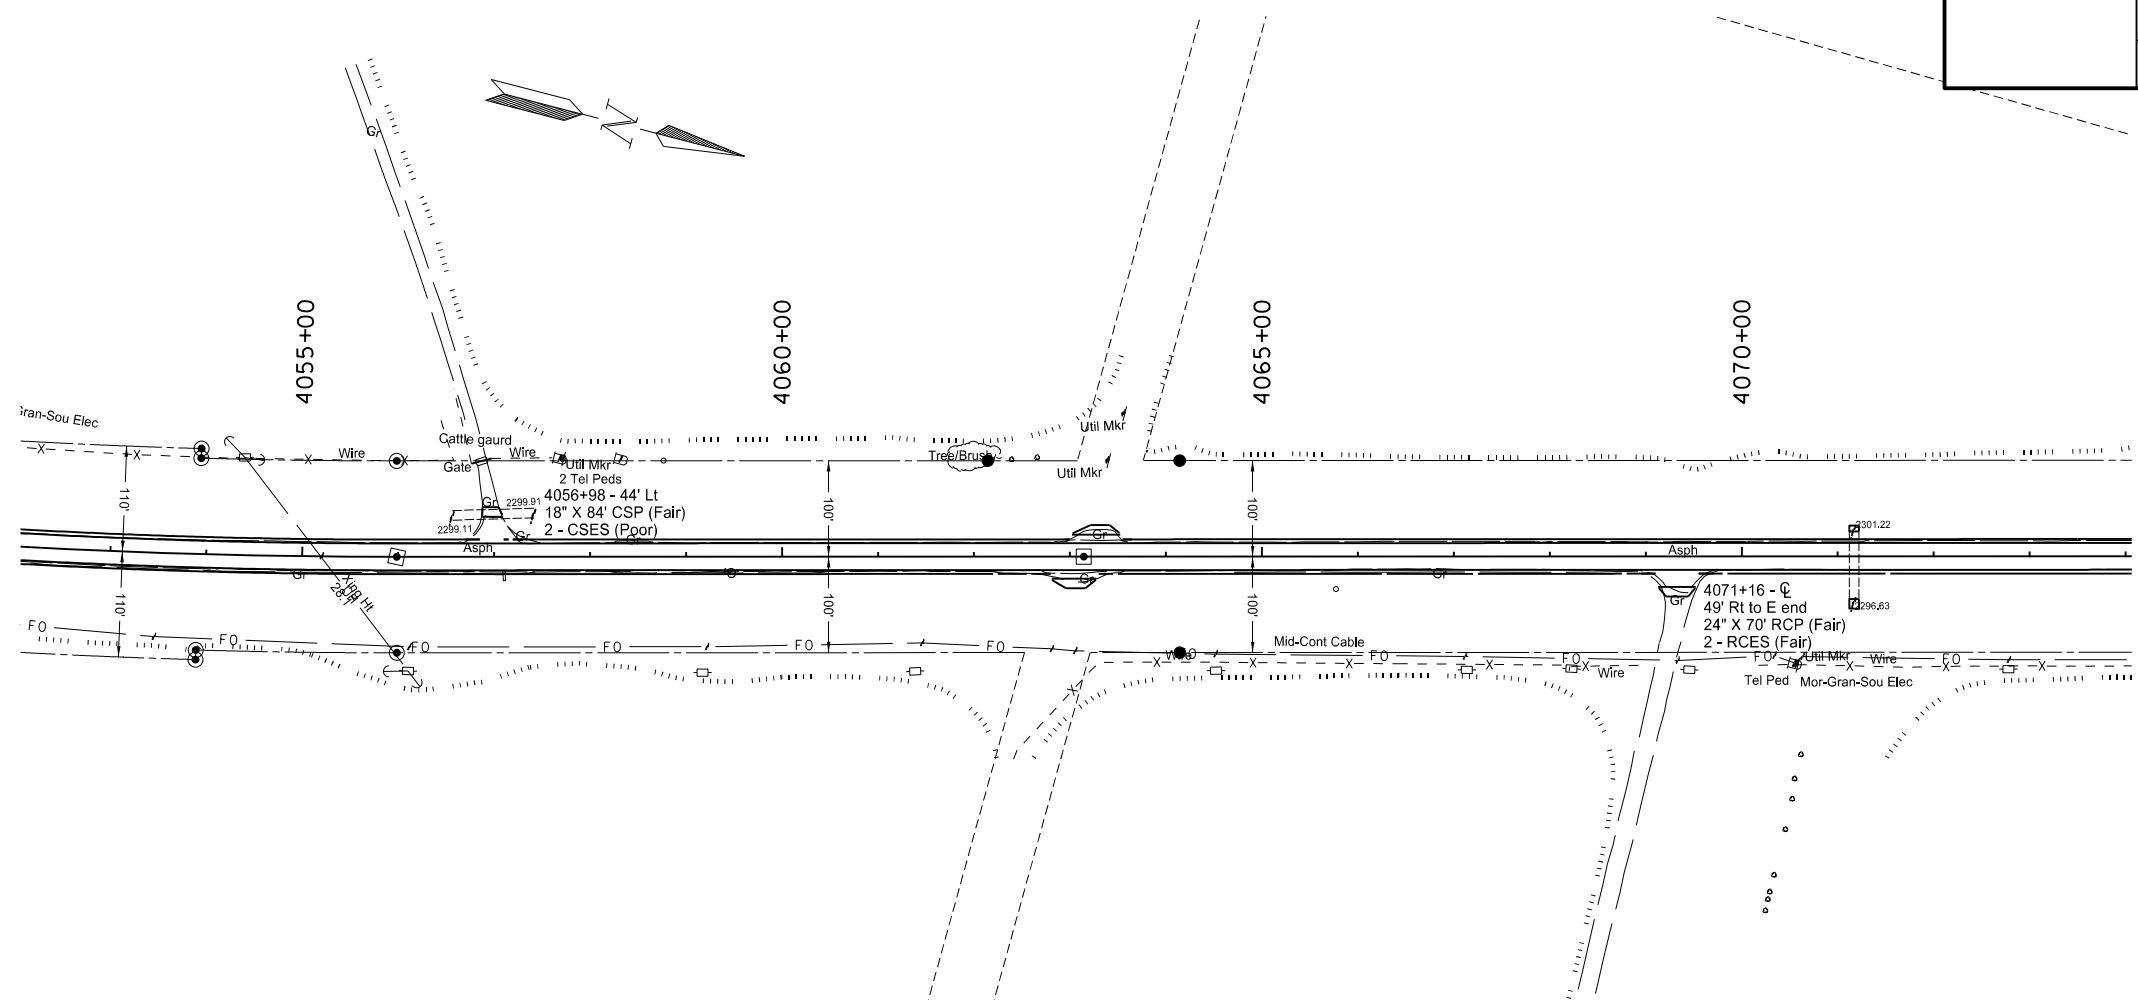 Gr
N
4055+00
4060+00
4065+00
4070+00
Gran-Sou Elec
X
X
Wire
X
X
Cattle gaurd
Wire
Gate
Util Mkr
2 Tel Peds
Tree/Brush
Util Mkr
Util Mkr
110'
Gr
2299.91
2299.11
4056+98 - 44' Lt
18" X 84' CSP (Fair)
2 - CSES (Poor)
Gr
Gr
Asph
100'
100'
Gr
2301.22
Asph
Gr
Xing Ht
28.1'
110'
Gr
Gr
100'
100'
Gr
2296.63
4071+16 - ℄
49' Rt to E end
24" X 70' RCP (Fair)
2 - RCES (Fair)
FO
FO
FO
FO
FO
FO
Mid-Cont Cable
Wire
FO
FO
FO
FO
FO
Util Mkr
Wire
X
X
X
X
X
Wire
X
X
X
Tel Ped
Mor-Gran-Sou Elec
X